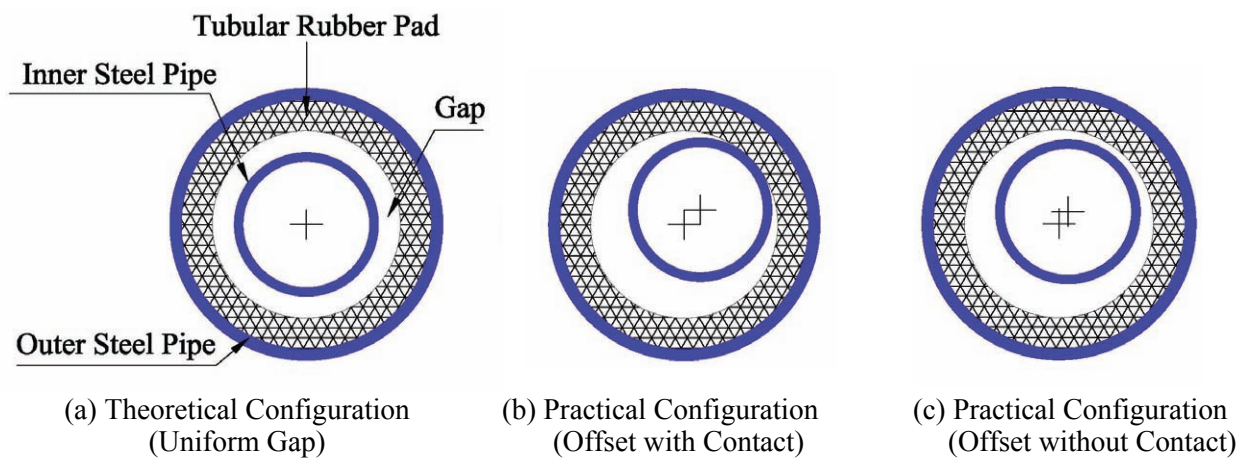 Tubular Rubber Pad
Inner Steel Pipe
Gap
Outer Steel Pipe
(a) Theoretical Configuration
(Uniform Gap)
(b) Practical Configuration
(Offset with Contact)
(c) Practical Configuration
(Offset without Contact)